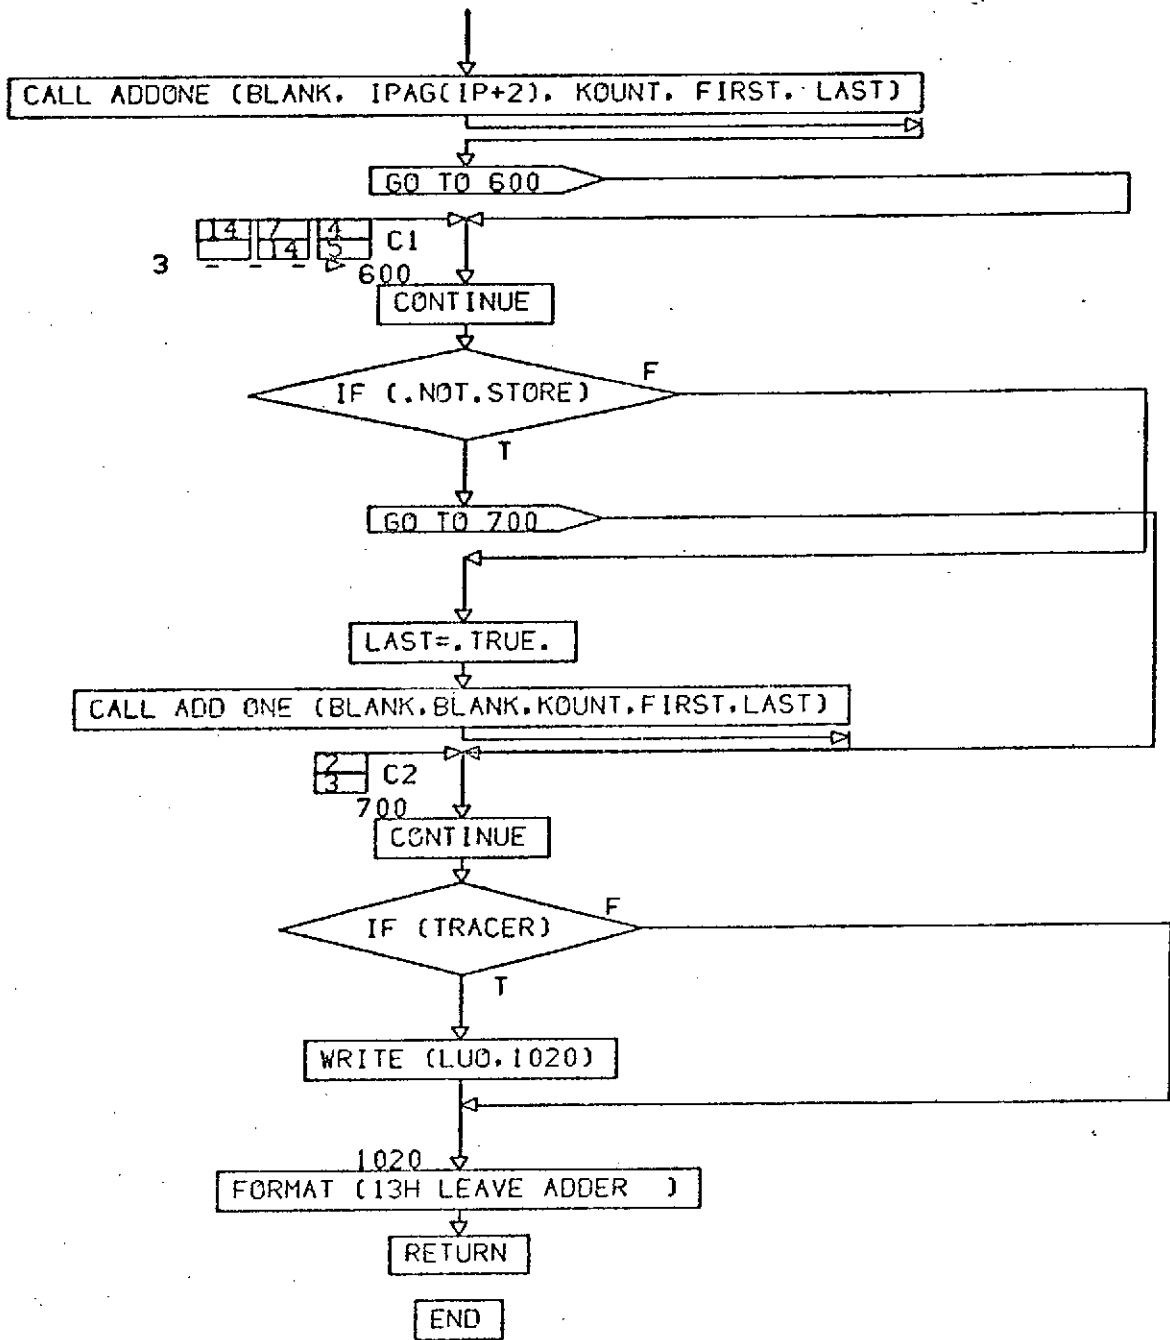 CALL ADDONE (BLANK, IPAG(IP+2), KOUNT, FIRST, LAST)
GO TO 600
14 7 4 C1
14 5
3
600
CONTINUE
IF (.NOT.STORE) F
T
GO TO 700
LAST=.TRUE.
CALL ADD ONE (BLANK,BLANK,KOUNT,FIRST,LAST)
2 C2
3
700
CONTINUE
IF (TRACER) F
T
WRITE (LUO,1020)
1020
FORMAT (13H LEAVE ADDER )
RETURN
END